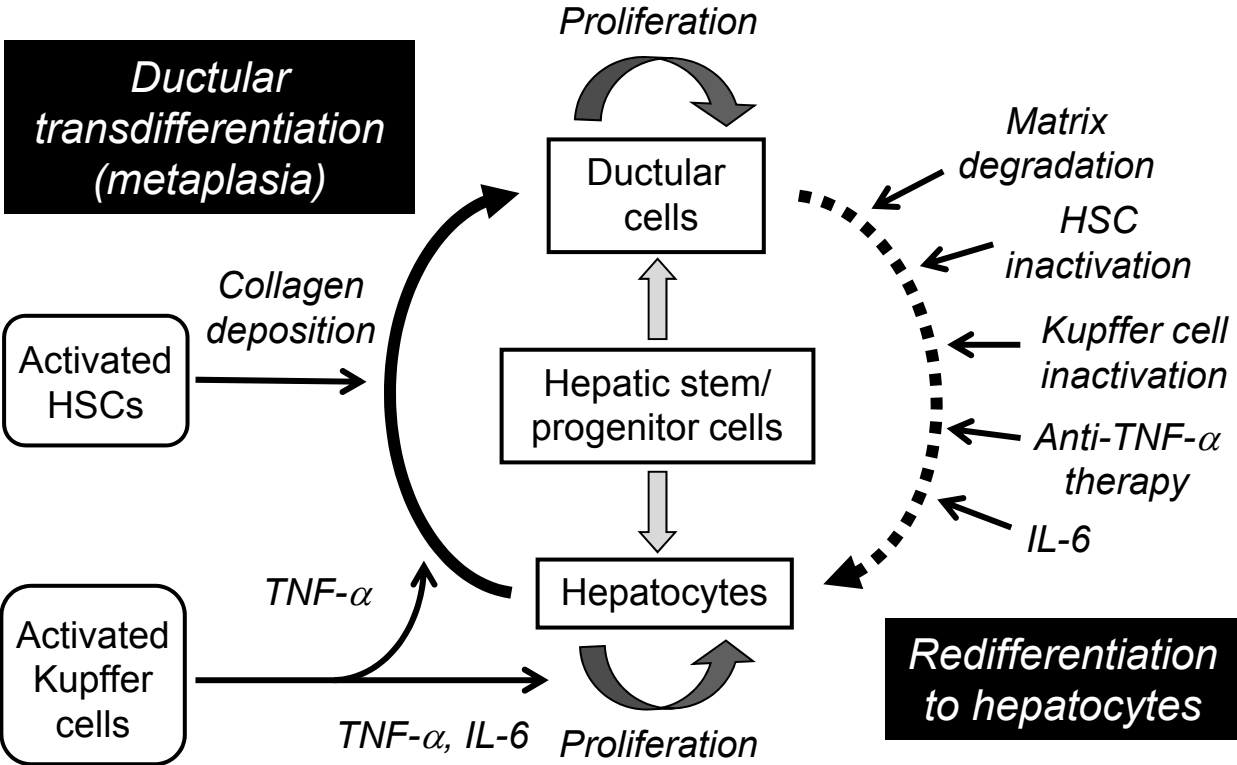 Proliferation
Ductular
transdifferentiation
(metaplasia)
Ductular
cells
Matrix
degradation
HSC
inactivation
Kupffer cell
inactivation
Anti-TNF-α
therapy
IL-6
Collagen
deposition
Activated
HSCs
Hepatic stem/
progenitor cells
TNF-α
Hepatocytes
Activated
Kupffer
cells
TNF-α, IL-6
Proliferation
Redifferentiation
to hepatocytes